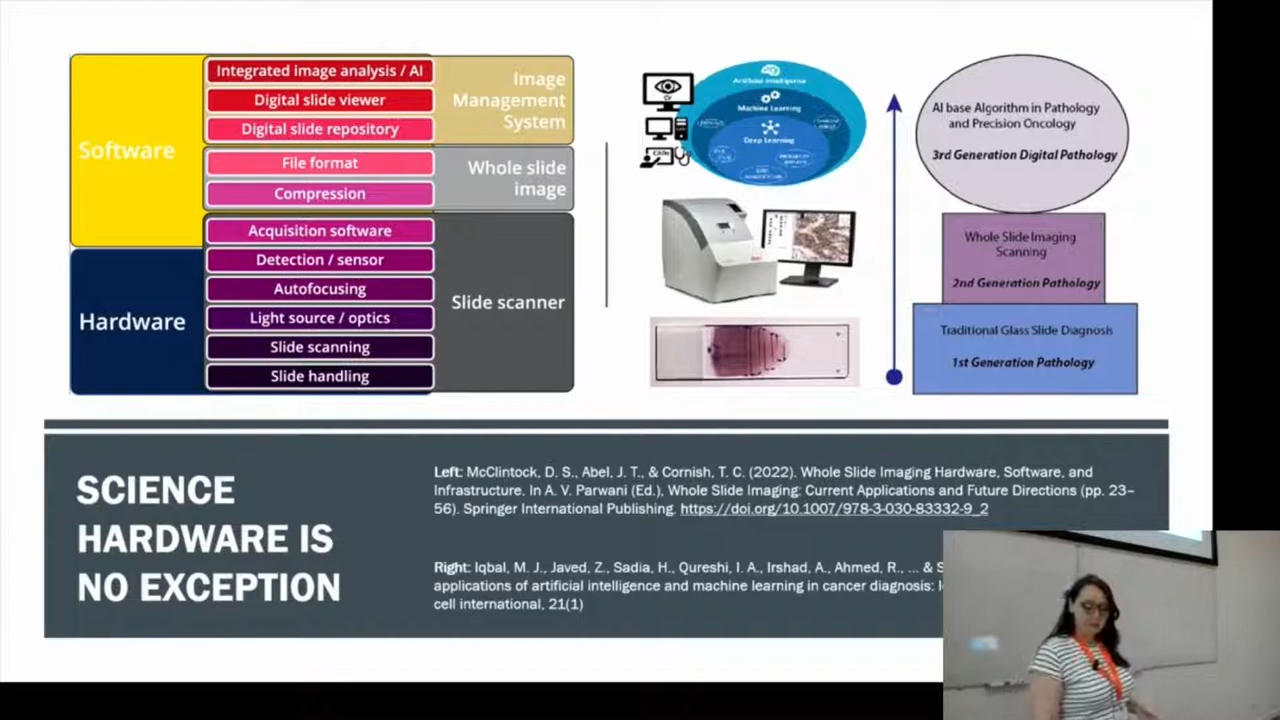 Software
Hardware
Integrated image analysis / AI
Digital slide viewer
Digital slide repository
File format
Compression
Acquisition software
Detection / sensor
Autofocusing
Light source / optics
Slide scanning
Slide handling
Image
Management
System
Whole slide
image
Slide scanner
Artificial Intelligence
Machine Learning
Deep Learning
AI base Algorithm in Pathology
and Precision Oncology
3rd Generation Digital Pathology
Whole Slide Imaging
Scanning
2nd Generation Pathology
Traditional Glass Slide Diagnosis
1st Generation Pathology
SCIENCE
HARDWARE IS
NO EXCEPTION
Left: McClintock, D. S., Abel, J. T., & Cornish, T. C. (2022). Whole Slide Imaging Hardware, Software, and
Infrastructure. In A. V. Parwani (Ed.), Whole Slide Imaging: Current Applications and Future Directions (pp. 23–
56). Springer International Publishing. https://doi.org/10.1007/978-3-030-83332-9_2
Right: Iqbal, M. J., Javed, Z., Sadia, H., Qureshi, I. A., Irshad, A., Ahmed, R., ... & S
applications of artificial intelligence and machine learning in cancer diagnosis:
cell international, 21(1)